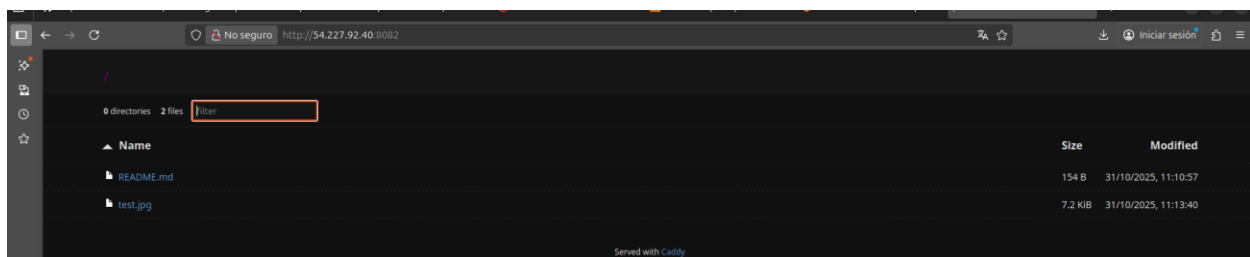 No seguro http://54.227.92.40:8082 Iniciar sesión
/
0 directories 2 files Filter
Name Size Modified
README.md 154 B 31/10/2025, 11:10:57
test.jpg 7.2 KiB 31/10/2025, 11:13:40
Served with Caddy